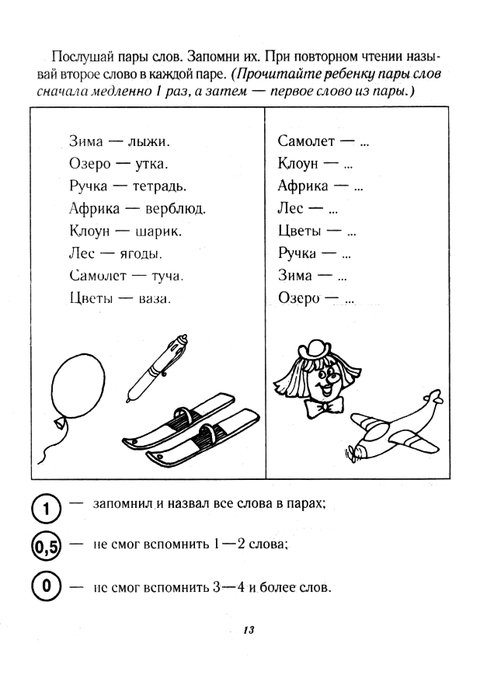 Послушай пары слов. Запомни их. При повторном чтении назы-
вай второе слово в каждой паре. (Прочитайте ребенку пары слов
сначала медленно 1 раз, а затем — первое слово из пары.)
Зима — лыжи.
Озеро — утка.
Ручка — тетрадь.
Африка — верблюд.
Клоун — шарик.
Лес — ягоды.
Самолет — туча.
Цветы — ваза.
Самолет — ...
Клоун — ...
Африка — ...
Лес — ...
Цветы — ...
Ручка — ...
Зима — ...
Озеро — ...
1 — запомнил и назвал все слова в парах;
0,5 — не смог вспомнить 1—2 слова;
0 — не смог вспомнить 3—4 и более слов.
13